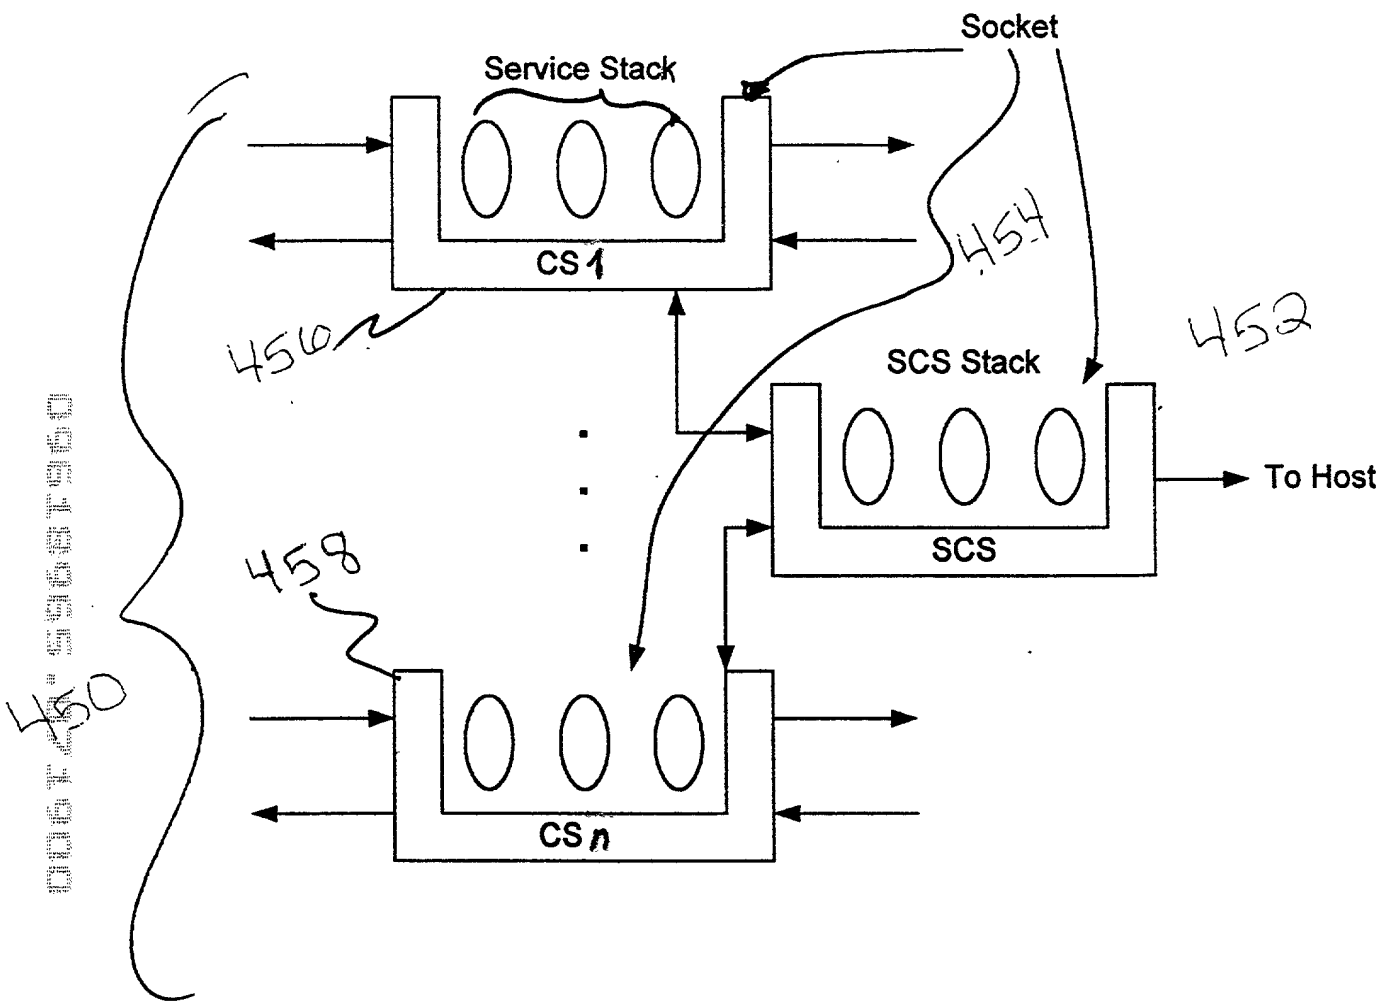 Socket
Service Stack
CS 1
454
456
452
SCS Stack
To Host
SCS
458
450
CS n